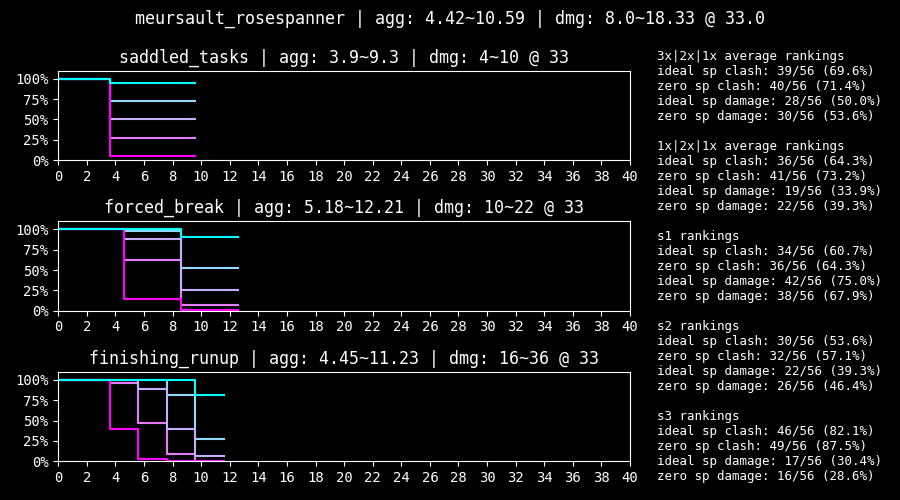 meursault_rosespanner | agg: 4.42~10.59 | dmg: 8.0~18.33 @ 33.0
saddled_tasks | agg: 3.9~9.3 | dmg: 4~10 @ 33
100%
75%
50%
25%
0%
0 2 4 6 8 10 12 14 16 18 20 22 24 26 28 30 32 34 36 38 40
forced_break | agg: 5.18~12.21 | dmg: 10~22 @ 33
100%
75%
50%
25%
0%
0 2 4 6 8 10 12 14 16 18 20 22 24 26 28 30 32 34 36 38 40
finishing_runup | agg: 4.45~11.23 | dmg: 16~36 @ 33
100%
75%
50%
25%
0%
0 2 4 6 8 10 12 14 16 18 20 22 24 26 28 30 32 34 36 38 40
3x|2x|1x average rankings
ideal sp clash: 39/56 (69.6%)
zero sp clash: 40/56 (71.4%)
ideal sp damage: 28/56 (50.0%)
zero sp damage: 30/56 (53.6%)
1x|2x|1x average rankings
ideal sp clash: 36/56 (64.3%)
zero sp clash: 41/56 (73.2%)
ideal sp damage: 19/56 (33.9%)
zero sp damage: 22/56 (39.3%)
s1 rankings
ideal sp clash: 34/56 (60.7%)
zero sp clash: 36/56 (64.3%)
ideal sp damage: 42/56 (75.0%)
zero sp damage: 38/56 (67.9%)
s2 rankings
ideal sp clash: 30/56 (53.6%)
zero sp clash: 32/56 (57.1%)
ideal sp damage: 22/56 (39.3%)
zero sp damage: 26/56 (46.4%)
s3 rankings
ideal sp clash: 46/56 (82.1%)
zero sp clash: 49/56 (87.5%)
ideal sp damage: 17/56 (30.4%)
zero sp damage: 16/56 (28.6%)